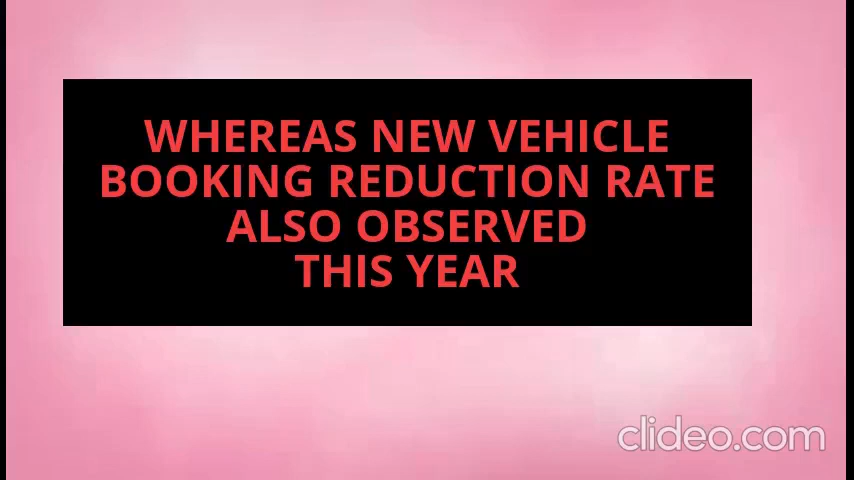 WHEREAS NEW VEHICLE
BOOKING REDUCTION RATE
ALSO OBSERVED
THIS YEAR
clideo.com